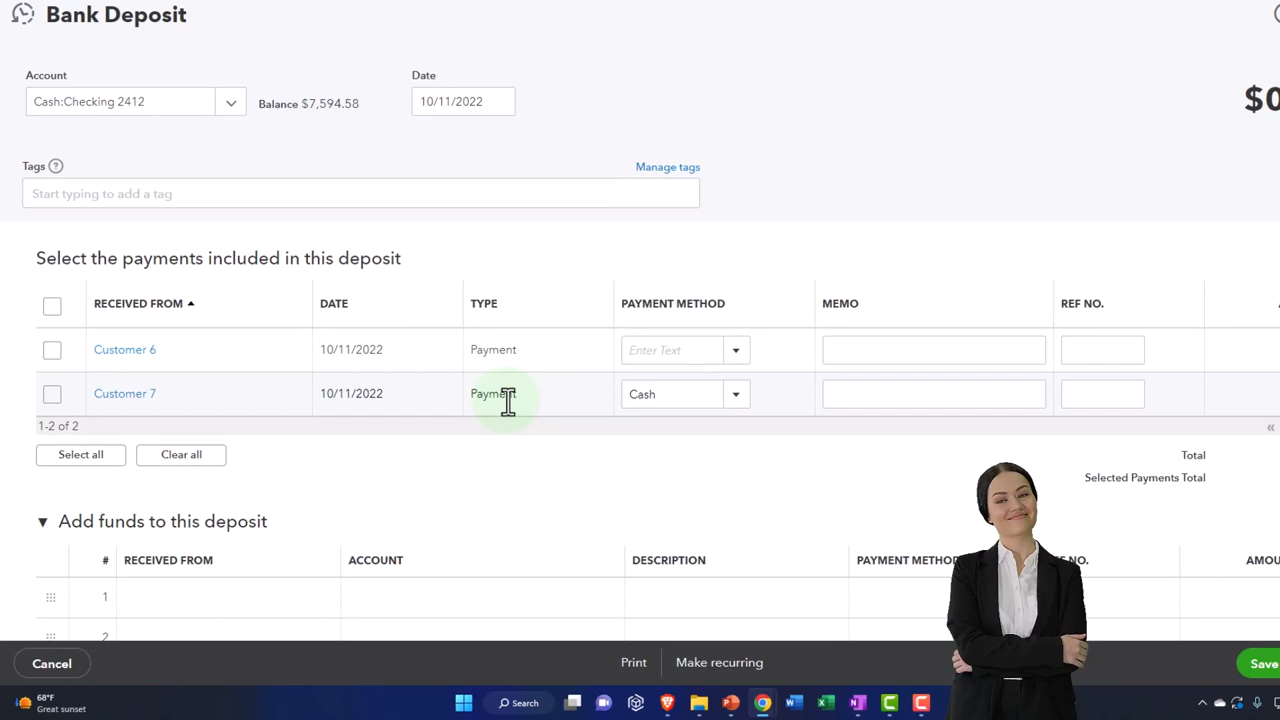 Bank Deposit
Account
Date
Cash:Checking 2412
Balance $7,594.58
10/11/2022
$0
Tags ?
Manage tags
Start typing to add a tag
Select the payments included in this deposit
RECEIVED FROM DATE TYPE PAYMENT METHOD MEMO REF NO.
Customer 6 10/11/2022 Payment Enter Text
Customer 7 10/11/2022 Payment Cash
1-2 of 2
Select all Clear all
Total
Selected Payments Total
Add funds to this deposit
# RECEIVED FROM ACCOUNT DESCRIPTION PAYMENT METHOD NO. AMOU
1
2
Cancel Print Make recurring Save
68°F
Great sunset
Search